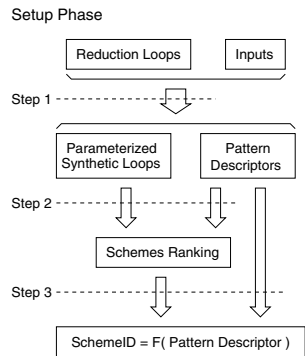 Setup Phase
Reduction Loops
Inputs
Step 1
Parameterized
Synthetic Loops
Pattern
Descriptors
Step 2
Schemes Ranking
Step 3
SchemeID = F( Pattern Descriptor )